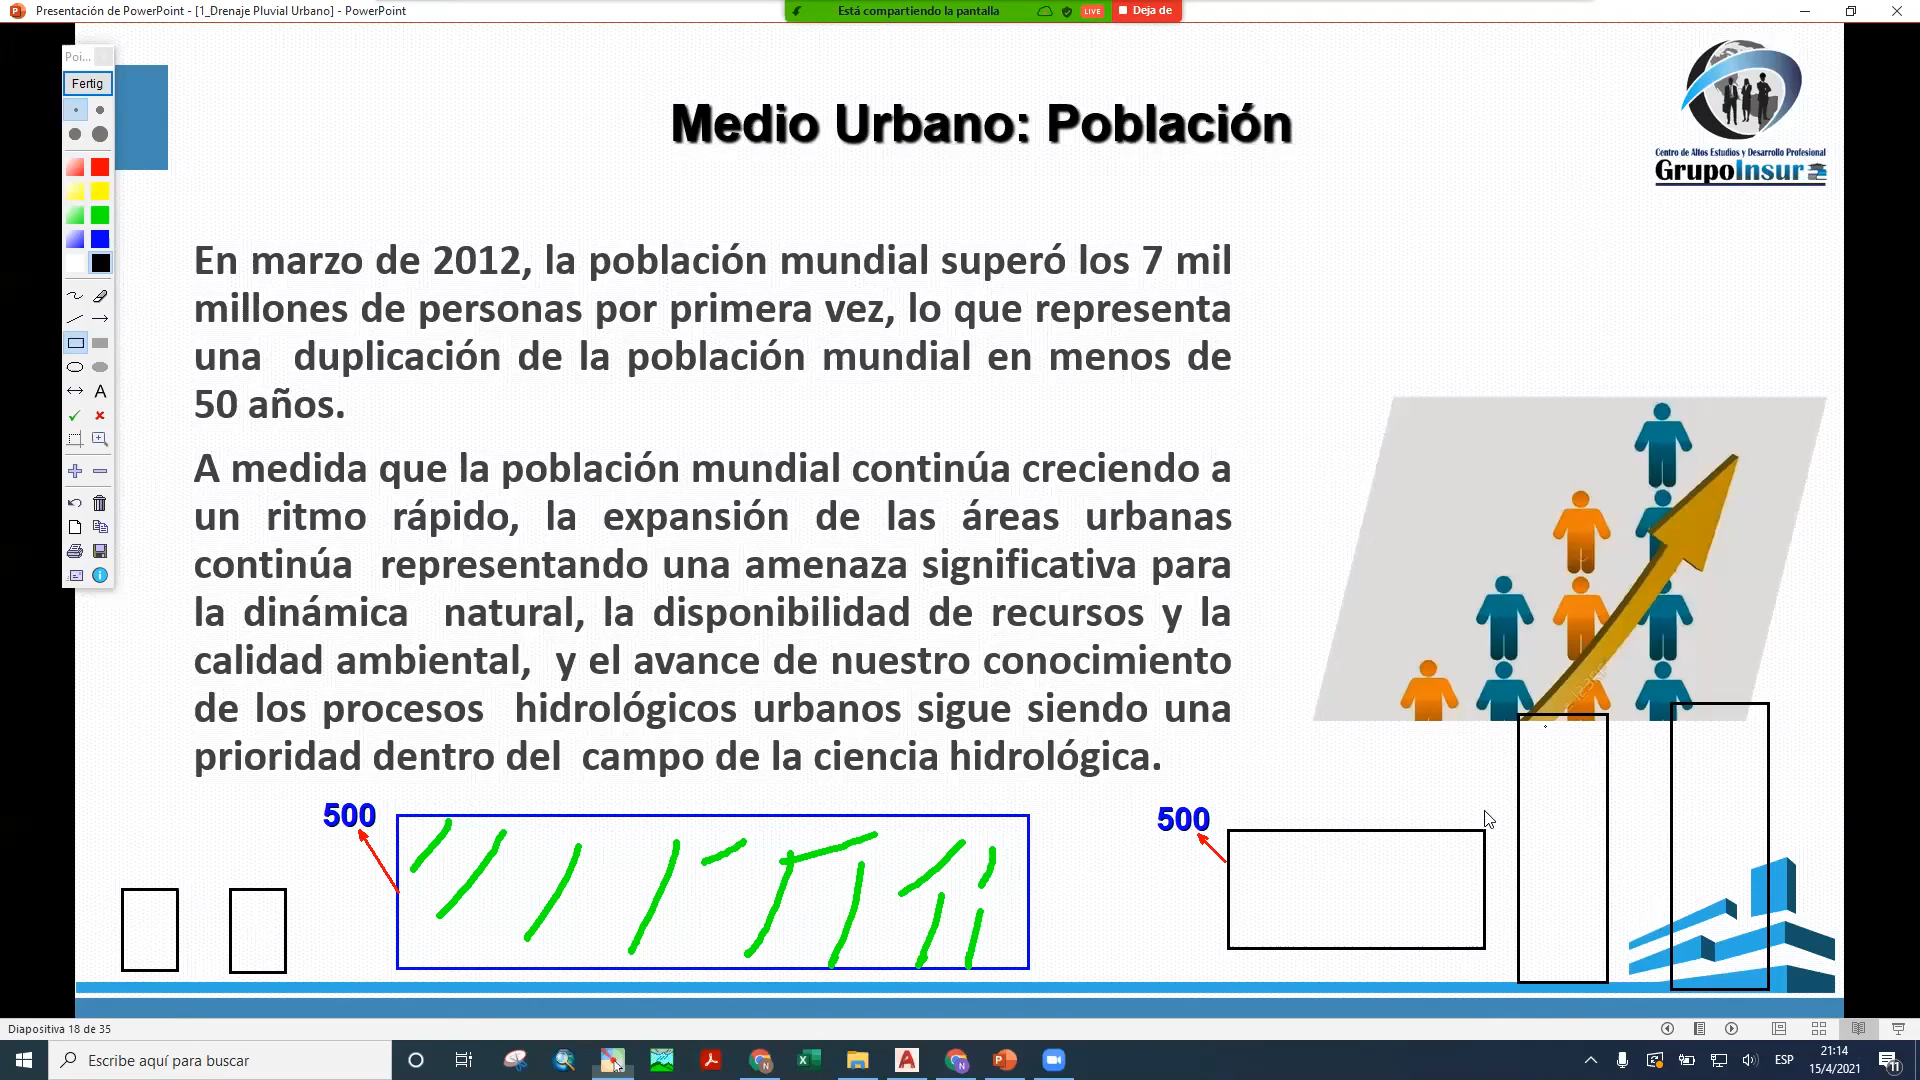 Presentación de PowerPoint - [1_Drenaje Pluvial Urbano] - PowerPoint
Está compartiendo la pantalla
LIVE
Deja de
Poi...
Fertig
A
Medio Urbano: Población
Centro de Altos Estudios y Desarrollo Profesional
GrupoInsur
En marzo de 2012, la población mundial superó los 7 mil
millones de personas por primera vez, lo que representa
una duplicación de la población mundial en menos de
50 años.
A medida que la población mundial continúa creciendo a
un ritmo rápido, la expansión de las áreas urbanas
continúa representando una amenaza significativa para
la dinámica natural, la disponibilidad de recursos y la
calidad ambiental, y el avance de nuestro conocimiento
de los procesos hidrológicos urbanos sigue siendo una
prioridad dentro del campo de la ciencia hidrológica.
500
500
Diapositiva 18 de 35
Escribe aquí para buscar
ESP
21:14
15/4/2021
11